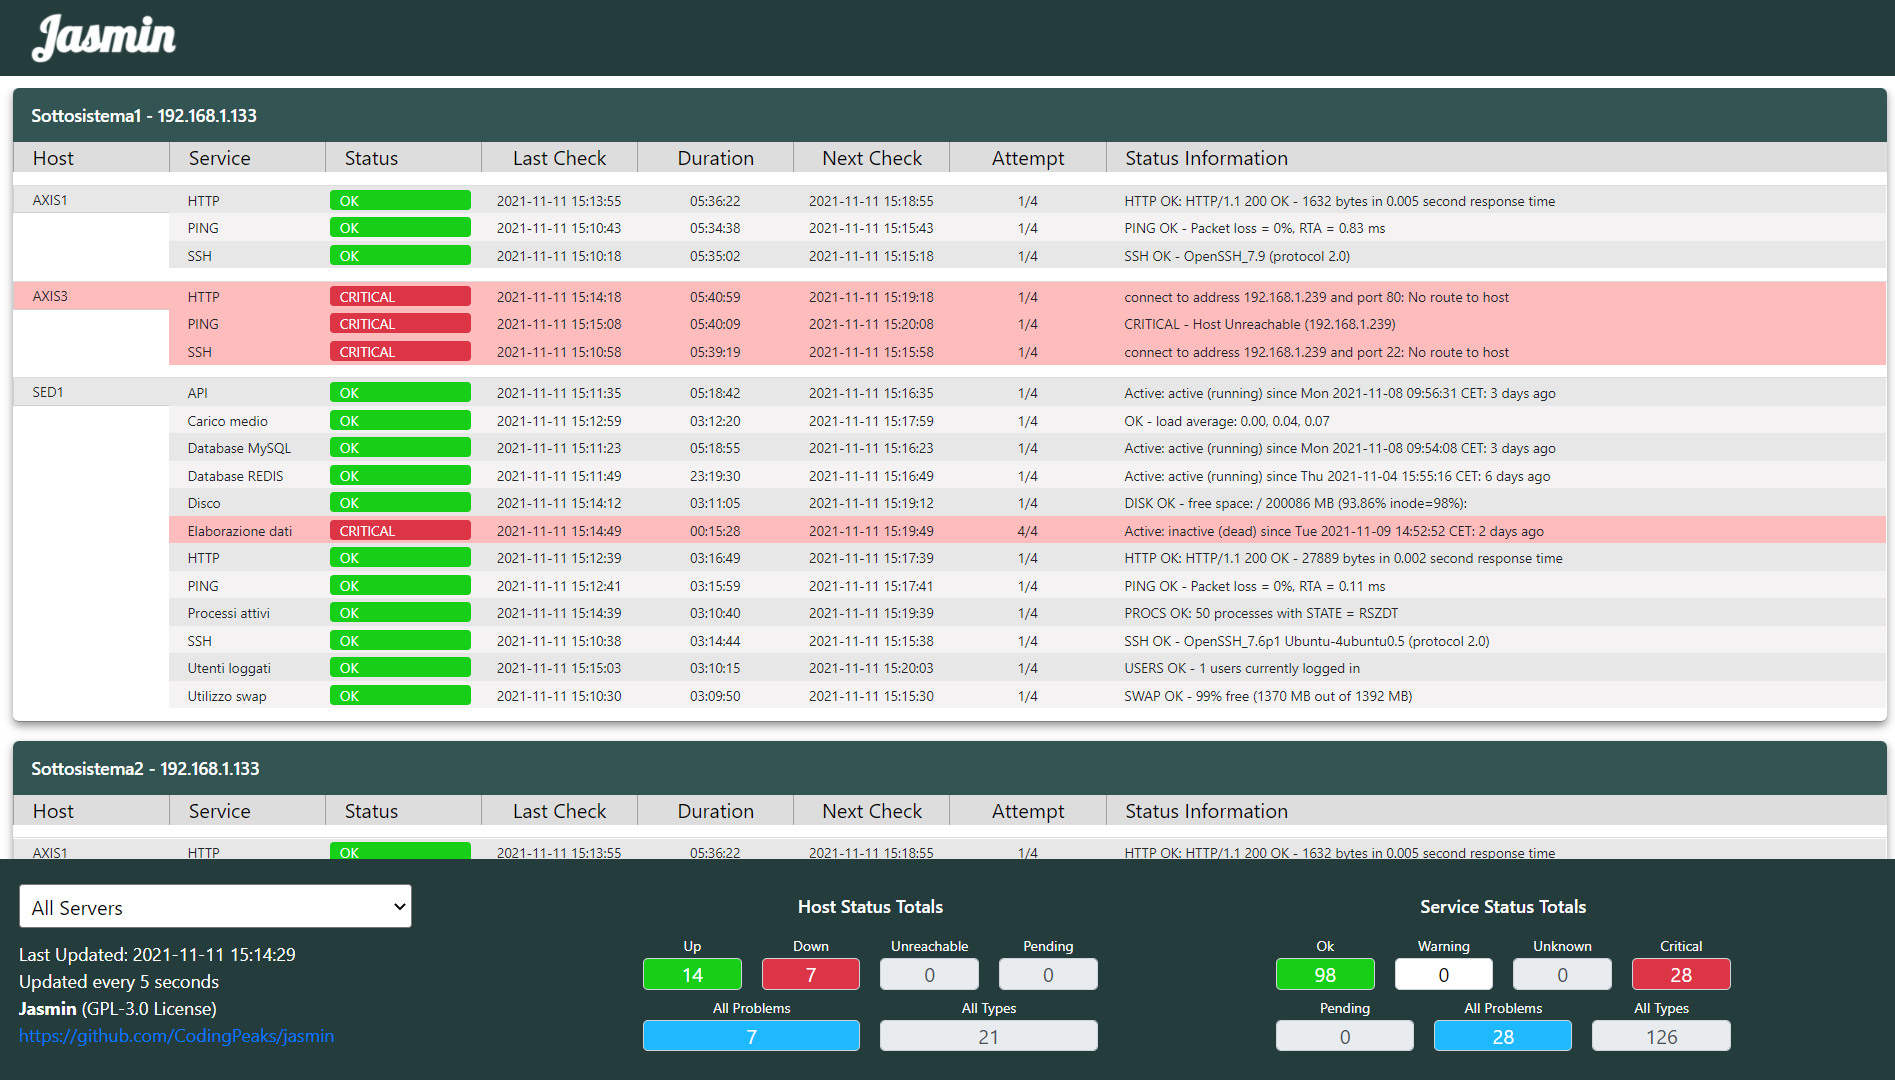 Jasmin
Sottosistema1 - 192.168.1.133
Host Service Status Last Check Duration Next Check Attempt Status Information
AXIS1 HTTP OK 2021-11-11 15:13:55 05:36:22 2021-11-11 15:18:55 1/4 HTTP OK: HTTP/1.1 200 OK - 1632 bytes in 0.005 second response time
PING OK 2021-11-11 15:10:43 05:34:38 2021-11-11 15:15:43 1/4 PING OK - Packet loss = 0%, RTA = 0.83 ms
SSH OK 2021-11-11 15:10:18 05:35:02 2021-11-11 15:15:18 1/4 SSH OK - OpenSSH_7.9 (protocol 2.0)
AXIS3 HTTP CRITICAL 2021-11-11 15:14:18 05:40:59 2021-11-11 15:19:18 1/4 connect to address 192.168.1.239 and port 80: No route to host
PING CRITICAL 2021-11-11 15:15:08 05:40:09 2021-11-11 15:20:08 1/4 CRITICAL - Host Unreachable (192.168.1.239)
SSH CRITICAL 2021-11-11 15:10:58 05:39:19 2021-11-11 15:15:58 1/4 connect to address 192.168.1.239 and port 22: No route to host
SED1 API OK 2021-11-11 15:11:35 05:18:42 2021-11-11 15:16:35 1/4 Active: active (running) since Mon 2021-11-08 09:56:31 CET: 3 days ago
Carico medio OK 2021-11-11 15:12:59 03:12:20 2021-11-11 15:17:59 1/4 OK - load average: 0.00, 0.04, 0.07
Database MySQL OK 2021-11-11 15:11:23 05:18:55 2021-11-11 15:16:23 1/4 Active: active (running) since Mon 2021-11-08 09:54:08 CET: 3 days ago
Database REDIS OK 2021-11-11 15:11:49 23:19:30 2021-11-11 15:16:49 1/4 Active: active (running) since Thu 2021-11-04 15:55:16 CET: 6 days ago
Disco OK 2021-11-11 15:14:12 03:11:05 2021-11-11 15:19:12 1/4 DISK OK - free space: / 200086 MB (93.86% inode=98%):
Elaborazione dati CRITICAL 2021-11-11 15:14:49 00:15:28 2021-11-11 15:19:49 4/4 Active: inactive (dead) since Tue 2021-11-09 14:52:52 CET: 2 days ago
HTTP OK 2021-11-11 15:12:39 03:16:49 2021-11-11 15:17:39 1/4 HTTP OK: HTTP/1.1 200 OK - 27889 bytes in 0.002 second response time
PING OK 2021-11-11 15:12:41 03:15:59 2021-11-11 15:17:41 1/4 PING OK - Packet loss = 0%, RTA = 0.11 ms
Processi attivi OK 2021-11-11 15:14:39 03:10:40 2021-11-11 15:19:39 1/4 PROCS OK: 50 processes with STATE = RSZDT
SSH OK 2021-11-11 15:10:38 03:14:44 2021-11-11 15:15:38 1/4 SSH OK - OpenSSH_7.6p1 Ubuntu-4ubuntu0.5 (protocol 2.0)
Utenti loggati OK 2021-11-11 15:15:03 03:10:15 2021-11-11 15:20:03 1/4 USERS OK - 1 users currently logged in
Utilizzo swap OK 2021-11-11 15:10:30 03:09:50 2021-11-11 15:15:30 1/4 SWAP OK - 99% free (1370 MB out of 1392 MB)
Sottosistema2 - 192.168.1.133
Host Service Status Last Check Duration Next Check Attempt Status Information
AXIS1 HTTP OK 2021-11-11 15:13:55 05:36:22 2021-11-11 15:18:55 1/4 HTTP OK: HTTP/1.1 200 OK - 1632 bytes in 0.005 second response time
All Servers
Last Updated: 2021-11-11 15:14:29
Updated every 5 seconds
Jasmin (GPL-3.0 License)
https://github.com/CodingPeaks/jasmin
Host Status Totals
Up Down Unreachable Pending
14 7 0 0
All Problems All Types
7 21
Service Status Totals
Ok Warning Unknown Critical
98 0 0 28
Pending All Problems All Types
0 28 126